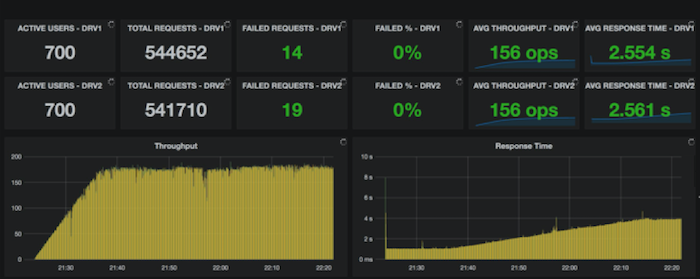 ACTIVE USERS - DRV1
700
TOTAL REQUESTS - DRV1
544652
FAILED REQUESTS - DRV1
14
FAILED % - DRV1
0%
AVG THROUGHPUT - DRV1
156 ops
AVG RESPONSE TIME - DRV1
2.554 s
ACTIVE USERS - DRV2
700
TOTAL REQUESTS - DRV2
541710
FAILED REQUESTS - DRV2
19
FAILED % - DRV2
0%
AVG THROUGHPUT - DRV2
156 ops
AVG RESPONSE TIME - DRV2
2.561 s
Throughput
200
150
100
50
0
21:30 21:40 21:50 22:00 22:10 22:20
Response Time
10 s
8 s
6 s
4 s
2 s
0 ms
21:30 21:40 21:50 22:00 22:10 22:20